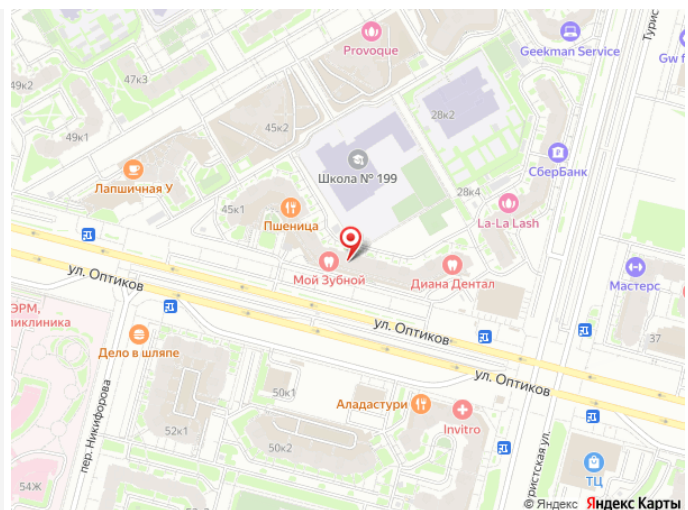 Provoque
Geekman Service
Турис
Gw f
49к2
47к3
28к2
45к2
49к1
Школа № 199
СберБанк
Лапшичная У
28к4
45к1
Пшеница
La-La Lash
Мой Зубной
Диана Дентал
Мастерс
ул. Оптиков
ЭРМ,
иклиника
ул. Оптиков
37
Дело в шляпе
ул. Оптиков
50к1
Аладастури
пер. Никифорова
Invitro
52к1
50к2
ристская ул.
ТЦ
54Ж
© Яндекс Яндекс Карты